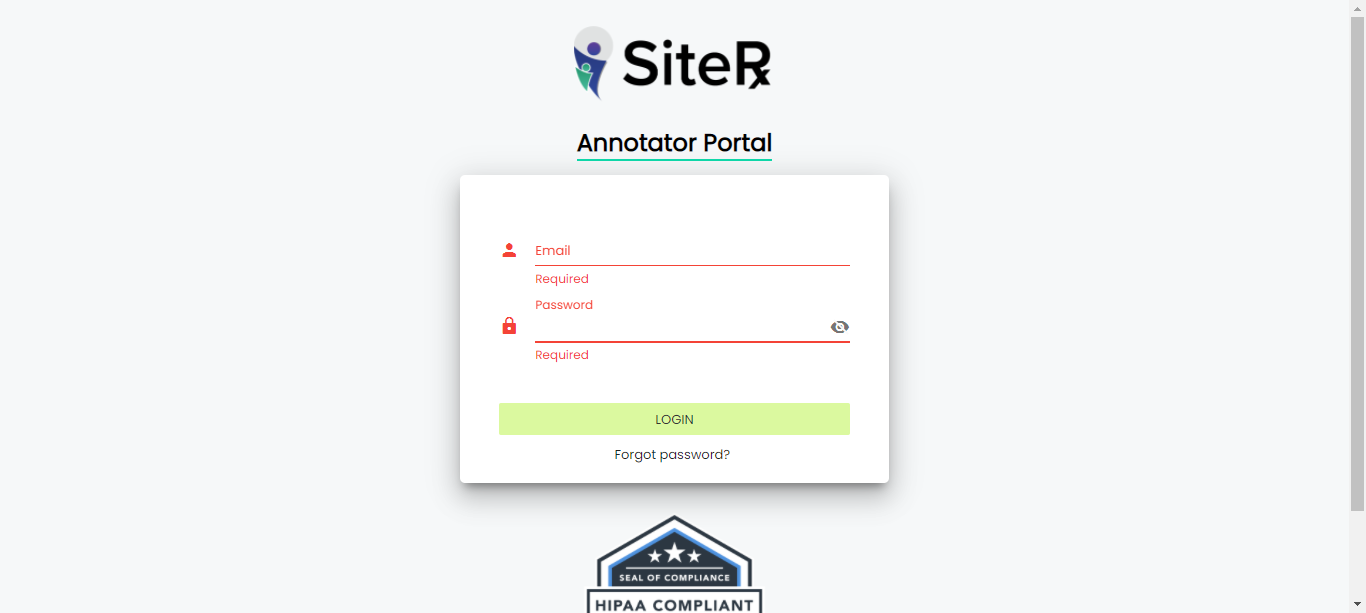 SiteRx
Annotator Portal
Email
Required
Password
Required
LOGIN
Forgot password?
SEAL OF COMPLIANCE
HIPAA COMPLIANT